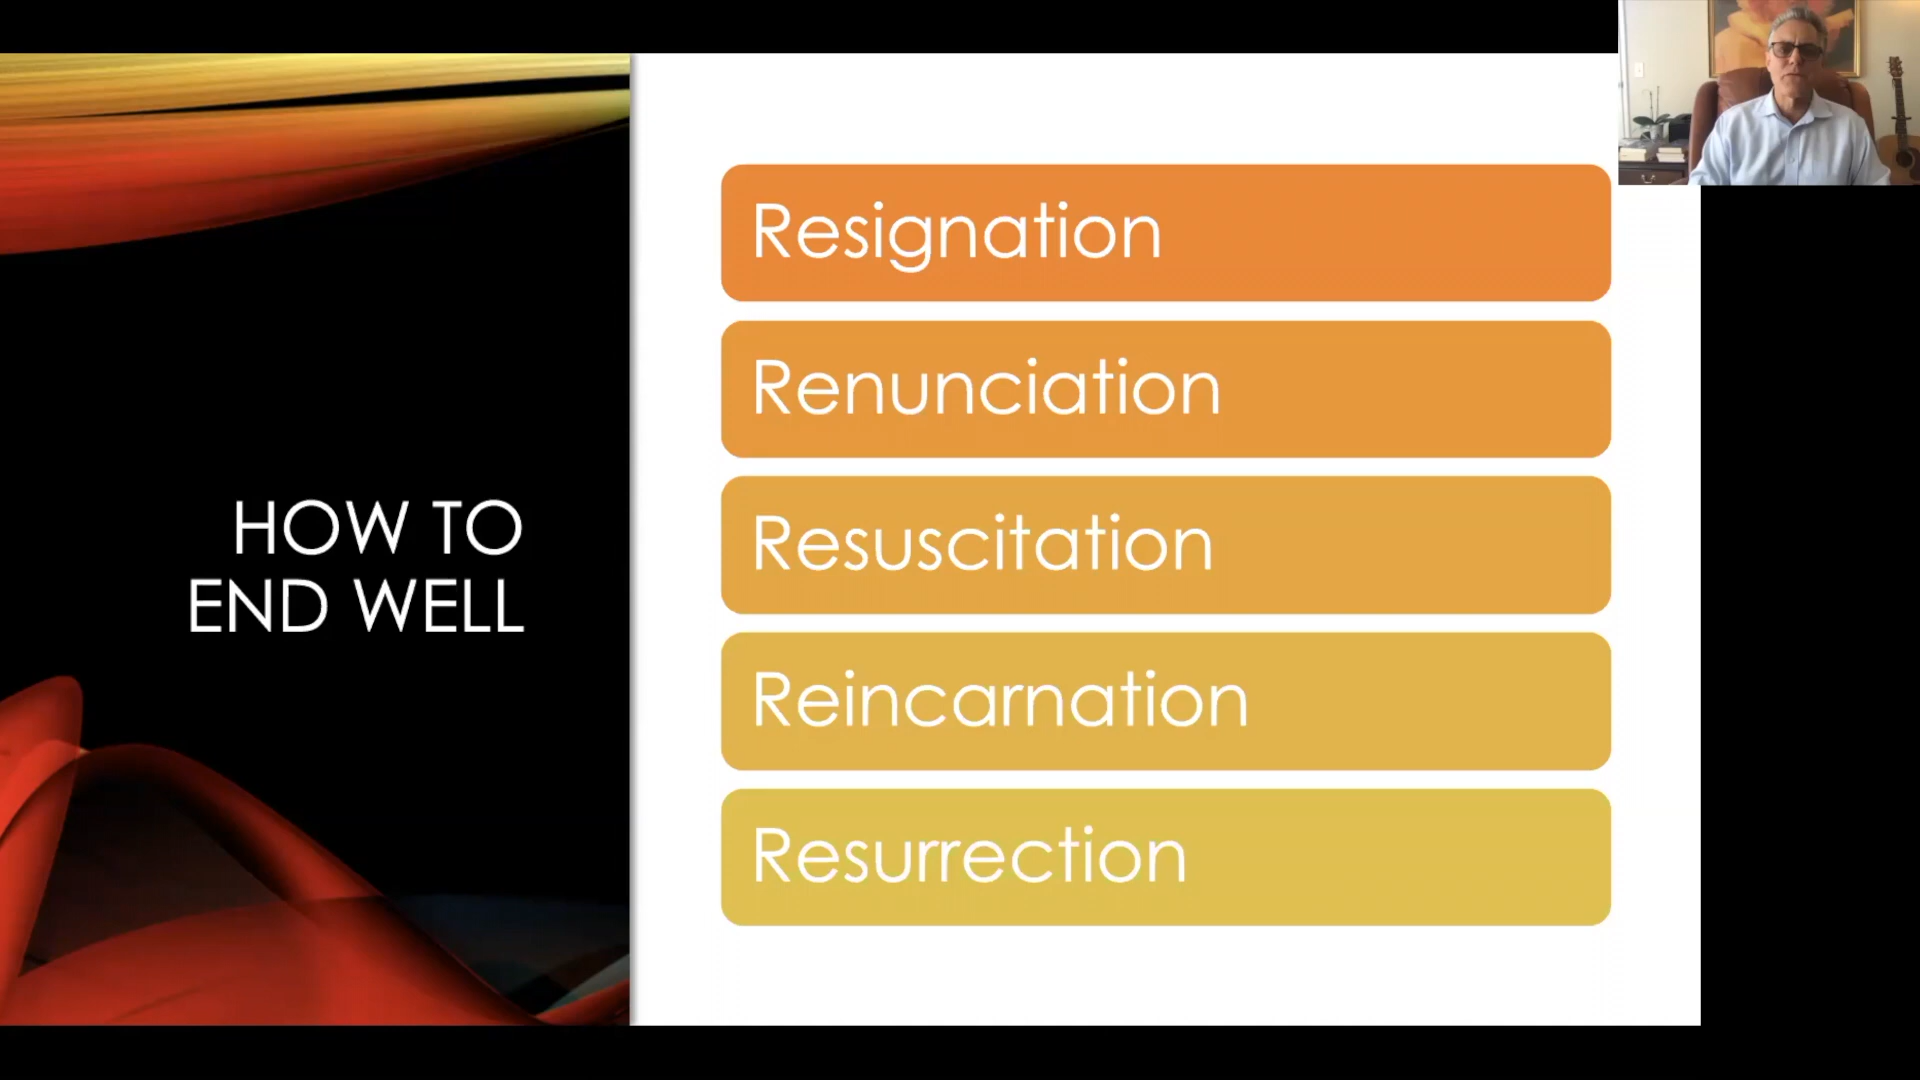 HOW TO
END WELL
Resignation
Renunciation
Resuscitation
Reincarnation
Resurrection